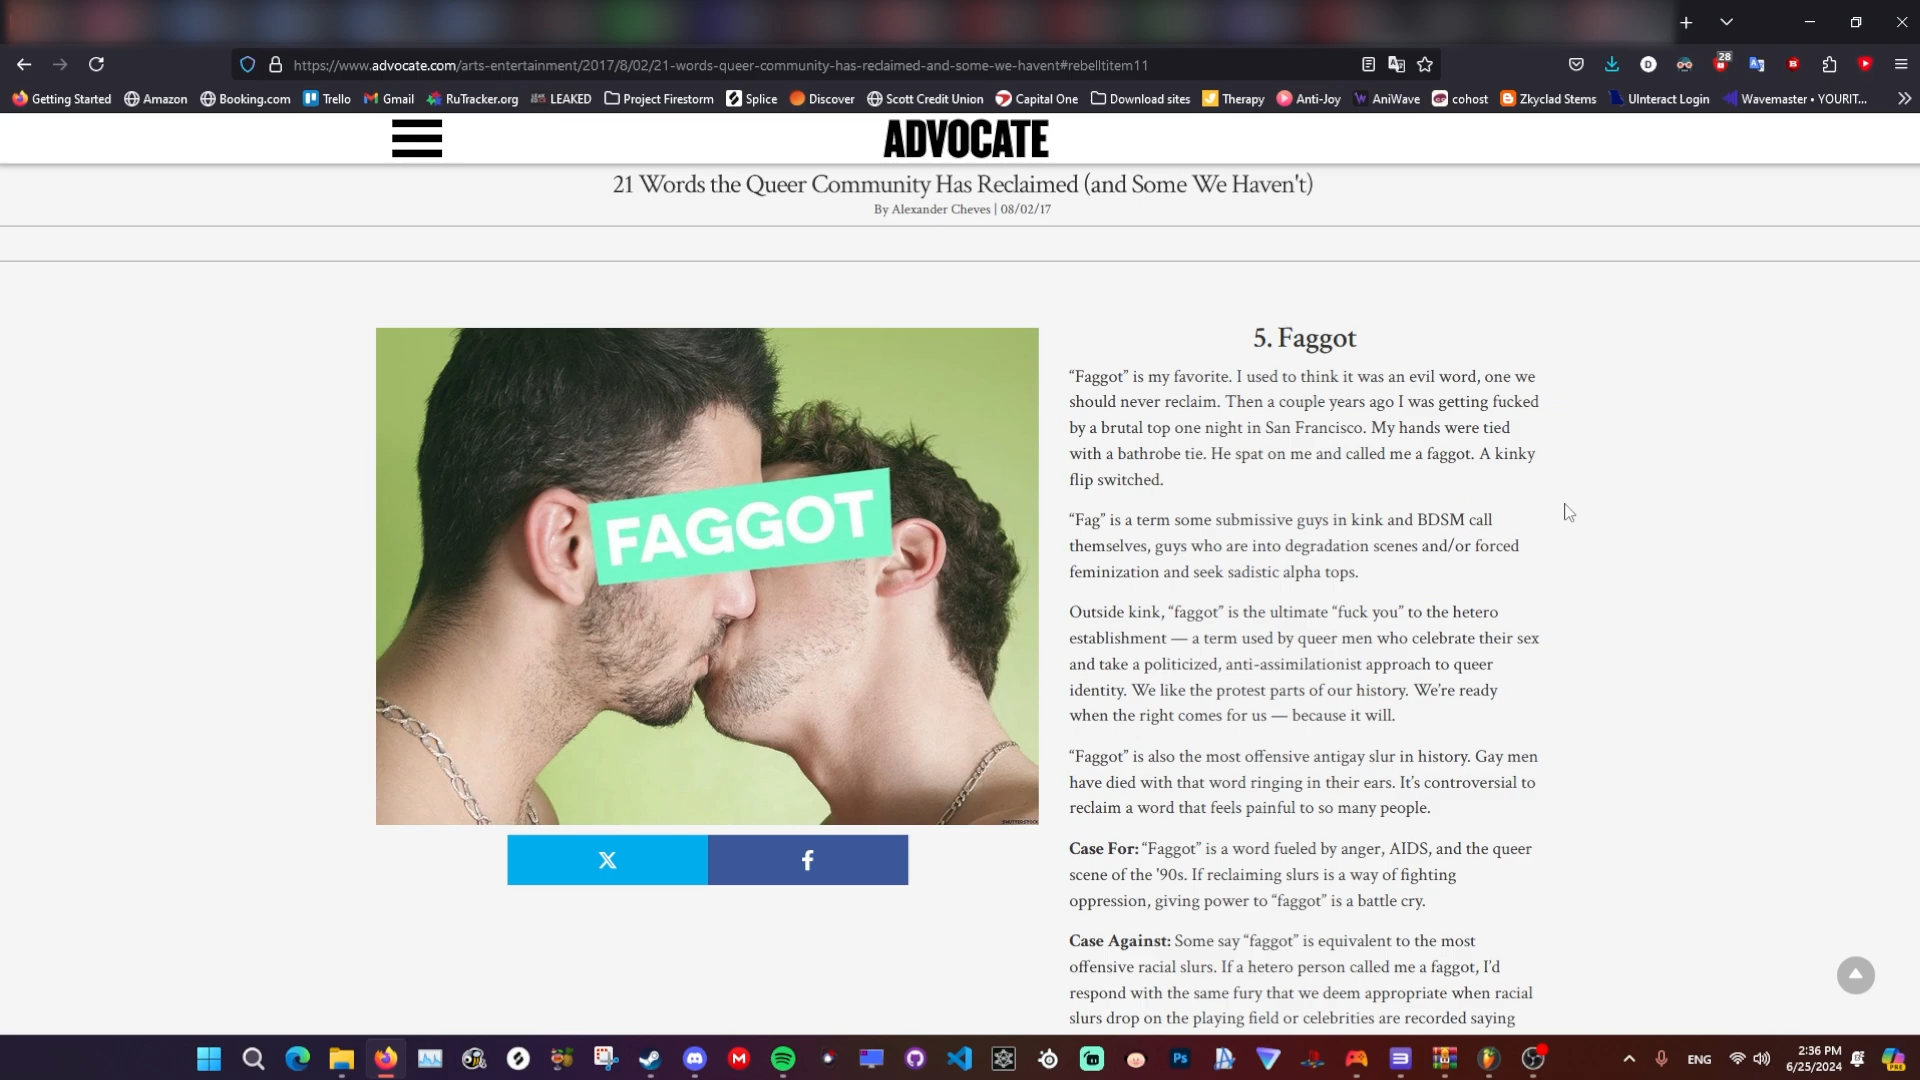 https://www.advocate.com/arts-entertainment/2017/8/02/21-words-queer-community-has-reclaimed-and-some-we-havent#rebelltitem11
28
Getting Started Amazon Booking.com Trello Gmail RuTracker.org LEAKED Project Firestorm Splice Discover Scott Credit Union Capital One Download sites Therapy Anti-Joy AniWave cohost Zkyclad Stems UInteract Login Wavemaster • YOURIT...
ADVOCATE
21 Words the Queer Community Has Reclaimed (and Some We Haven't)
By Alexander Cheves | 08/02/17
FAGGOT
5. Faggot
“Faggot” is my favorite. I used to think it was an evil word, one we
should never reclaim. Then a couple years ago I was getting fucked
by a brutal top one night in San Francisco. My hands were tied
with a bathrobe tie. He spat on me and called me a faggot. A kinky
flip switched.
“Fag” is a term some submissive guys in kink and BDSM call
themselves, guys who are into degradation scenes and/or forced
feminization and seek sadistic alpha tops.
Outside kink, “faggot” is the ultimate “fuck you” to the hetero
establishment — a term used by queer men who celebrate their sex
and take a politicized, anti-assimilationist approach to queer
identity. We like the protest parts of our history. We’re ready
when the right comes for us — because it will.
“Faggot” is also the most offensive antigay slur in history. Gay men
have died with that word ringing in their ears. It’s controversial to
reclaim a word that feels painful to so many people.
Case For: “Faggot” is a word fueled by anger, AIDS, and the queer
scene of the '90s. If reclaiming slurs is a way of fighting
oppression, giving power to “faggot” is a battle cry.
Case Against: Some say “faggot” is equivalent to the most
offensive racial slurs. If a hetero person called me a faggot, I’d
respond with the same fury that we deem appropriate when racial
slurs drop on the playing field or celebrities are recorded saying
SHUTTERSTOCK
ENG
2:36 PM
6/25/2024